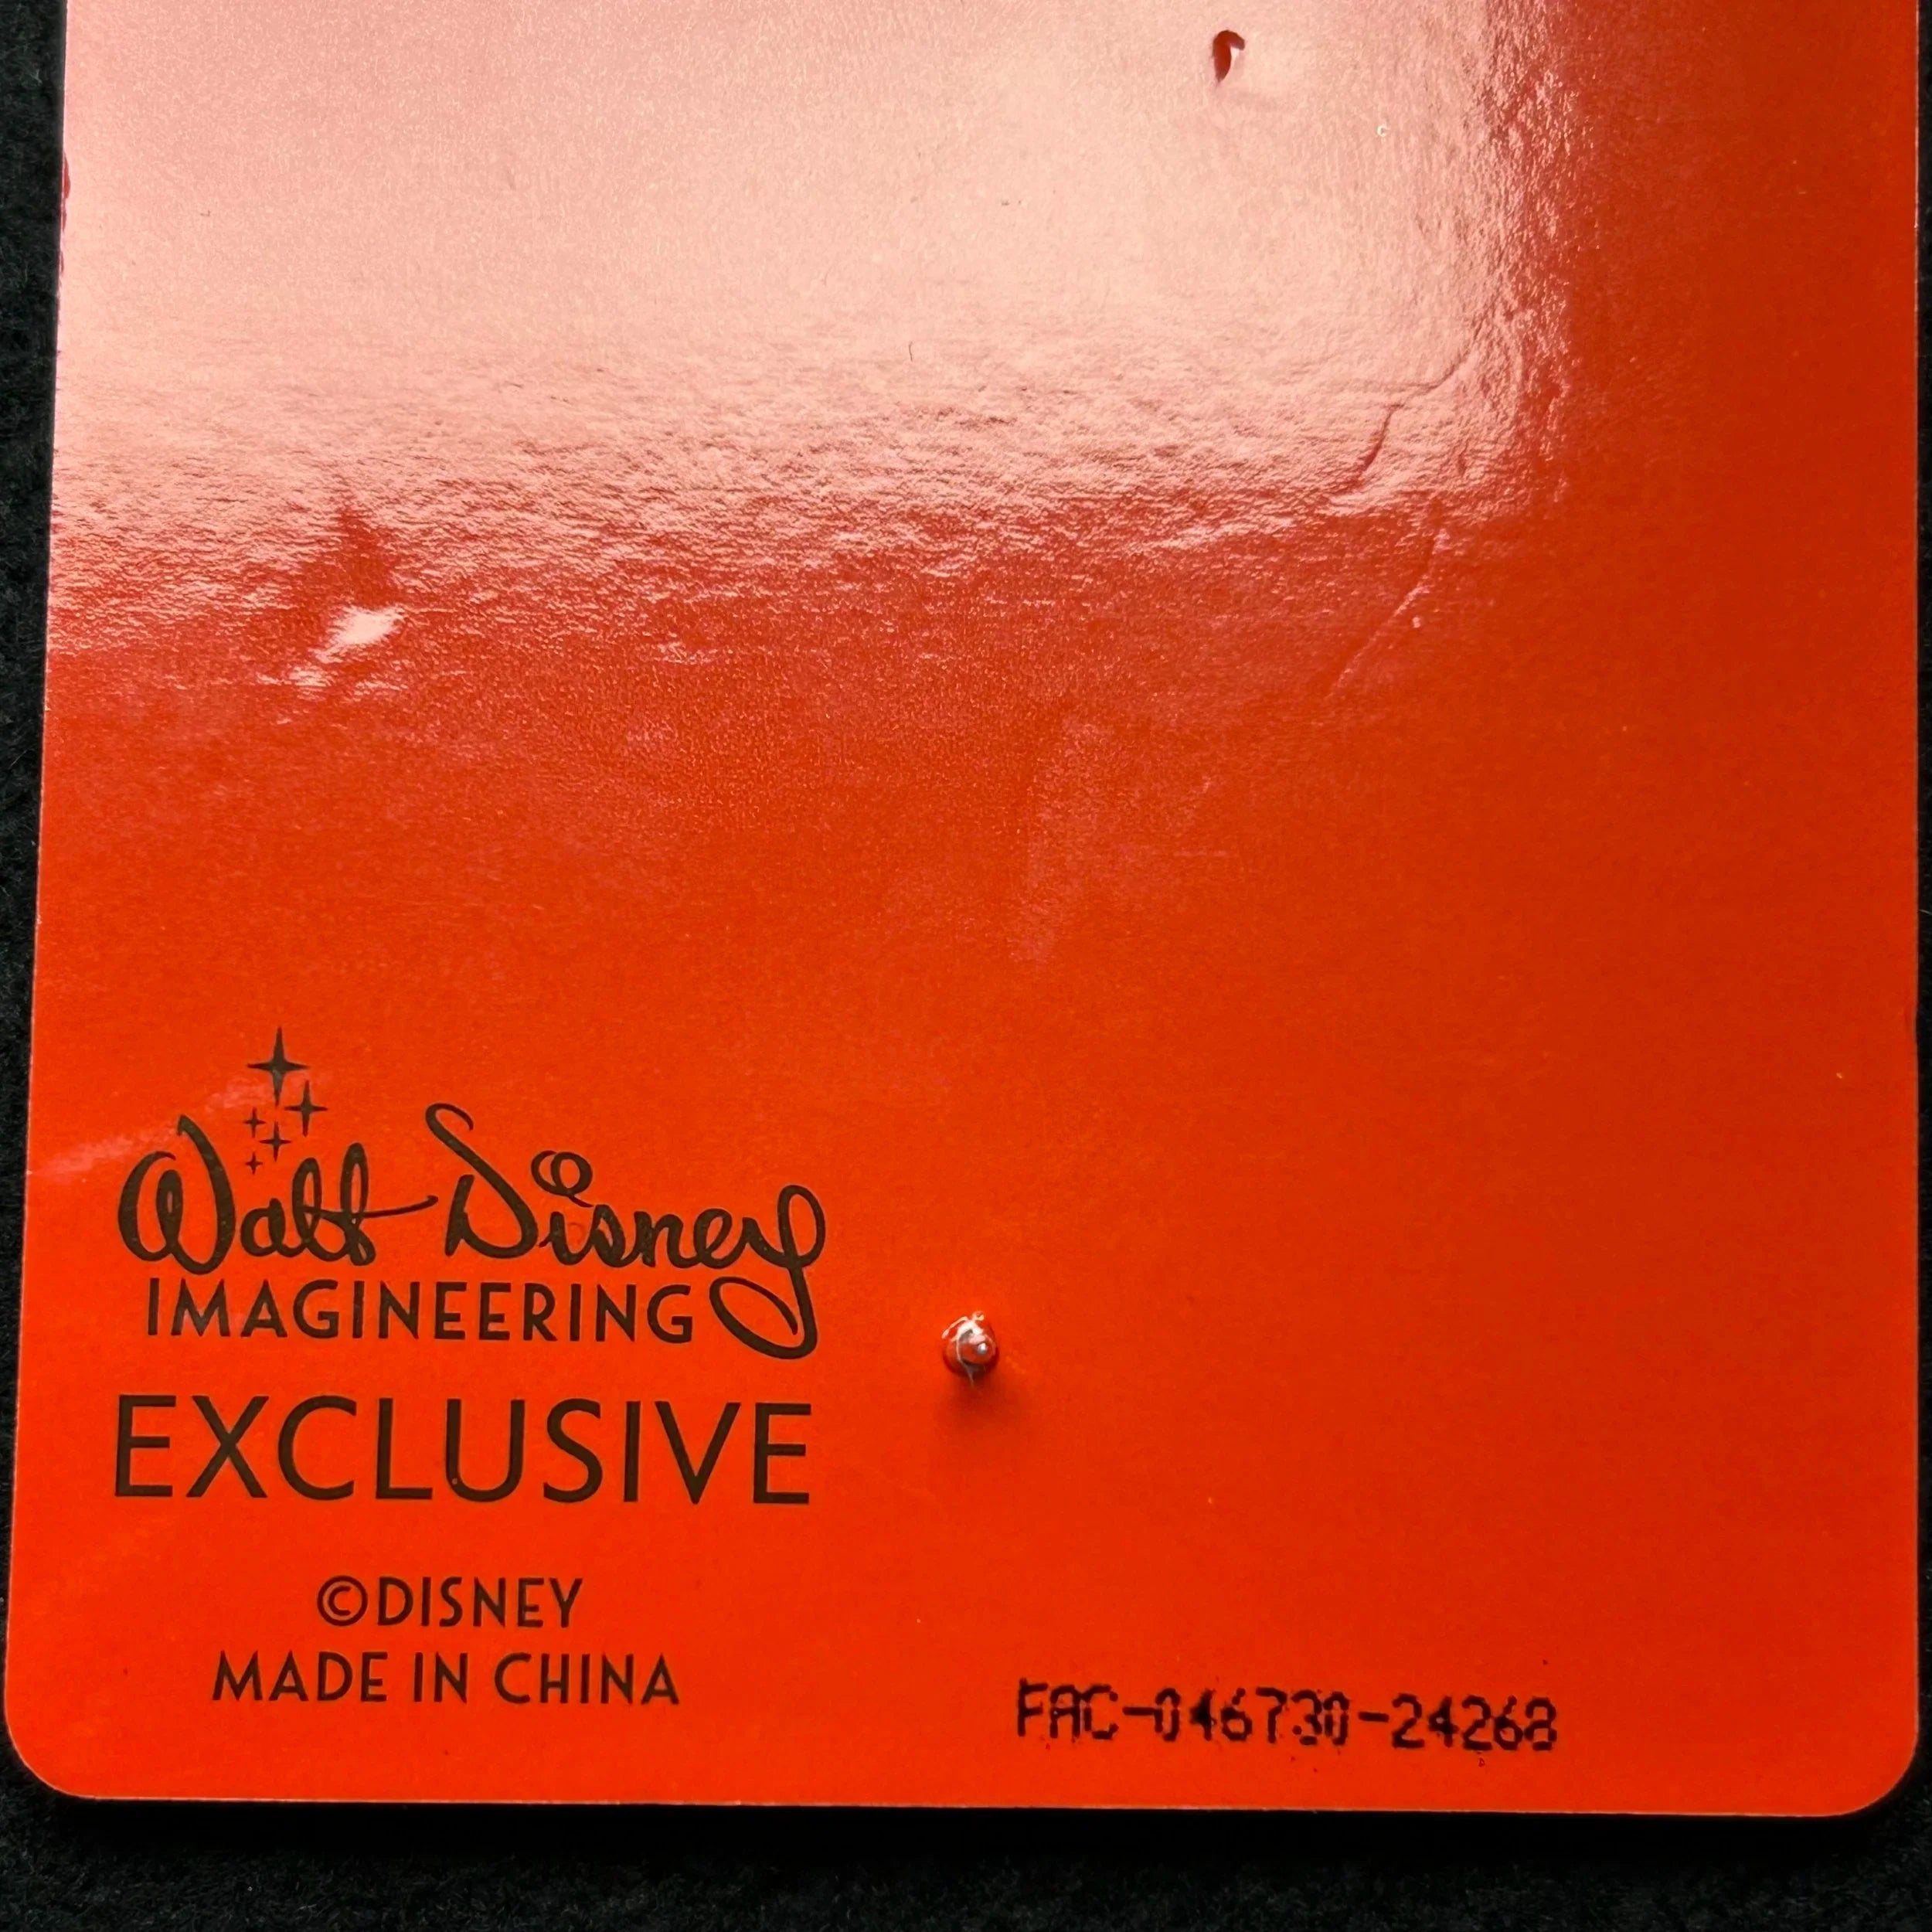 Walt Disney
IMAGINEERING
EXCLUSIVE
©DISNEY
MADE IN CHINA
FAC-046730-24268